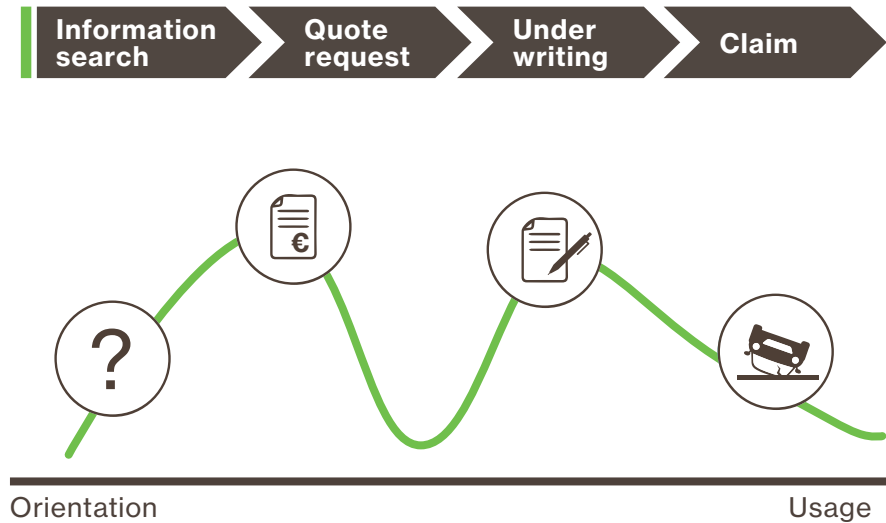 Information
search
Quote
request
Under
writing
Claim
€
?
Orientation
Usage